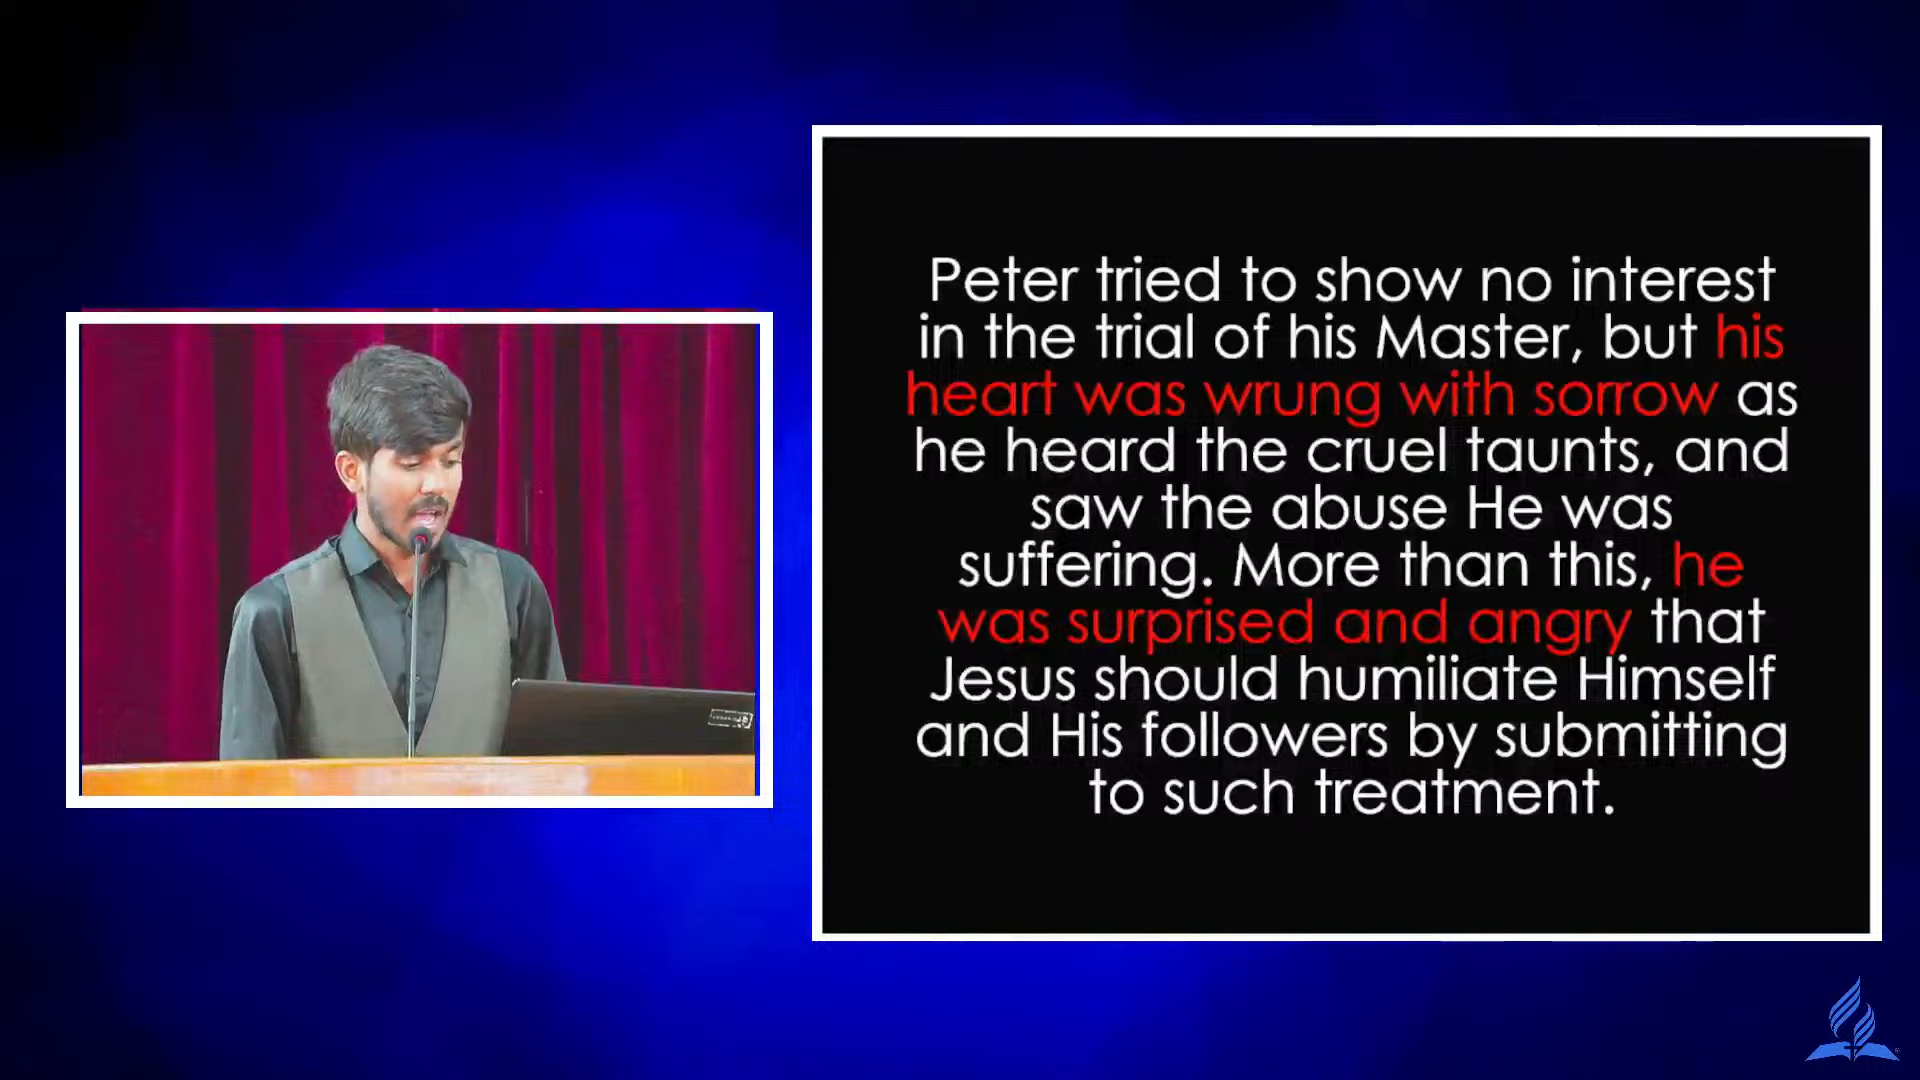 Peter tried to show no interest
in the trial of his Master, but his
heart was wrung with sorrow as
he heard the cruel taunts, and
saw the abuse He was
suffering. More than this, he
was surprised and angry that
Jesus should humiliate Himself
and His followers by submitting
to such treatment.